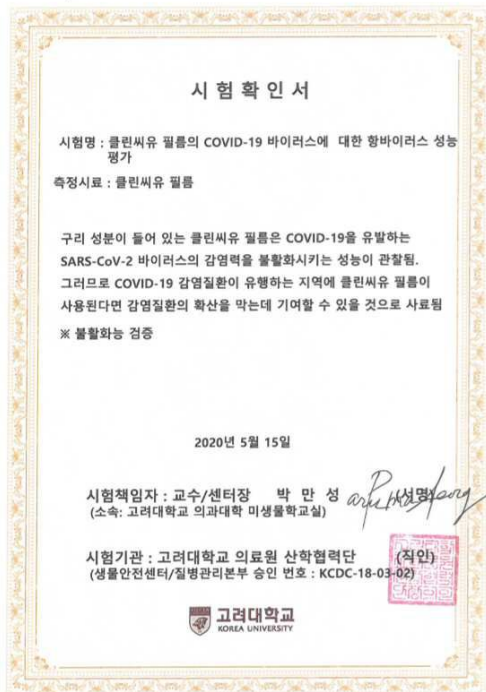 시험확인서
시험명 : 클린씨유 필름의 COVID-19 바이러스에 대한 항바이러스 성능
평가
측정시료 : 클린씨유 필름
구리 성분이 들어 있는 클린씨유 필름은 COVID-19을 유발하는
SARS-CoV-2 바이러스의 감염력을 불활화시키는 성능이 관찰됨.
그러므로 COVID-19 감염질환이 유행하는 지역에 클린씨유 필름이
사용된다면 감염질환의 확산을 막는데 기여할 수 있을 것으로 사료됨
※ 불활화능 검증
2020년 5월 15일
시험책임자 : 교수/센터장 박 만 성 (서명)
(소속: 고려대학교 의과대학 미생물학교실)
시험기관 : 고려대학교 의료원 산학협력단 (직인)
(생물안전센터/질병관리본부 승인 번호 : KCDC-18-03-02)
고려대학교
KOREA UNIVERSITY